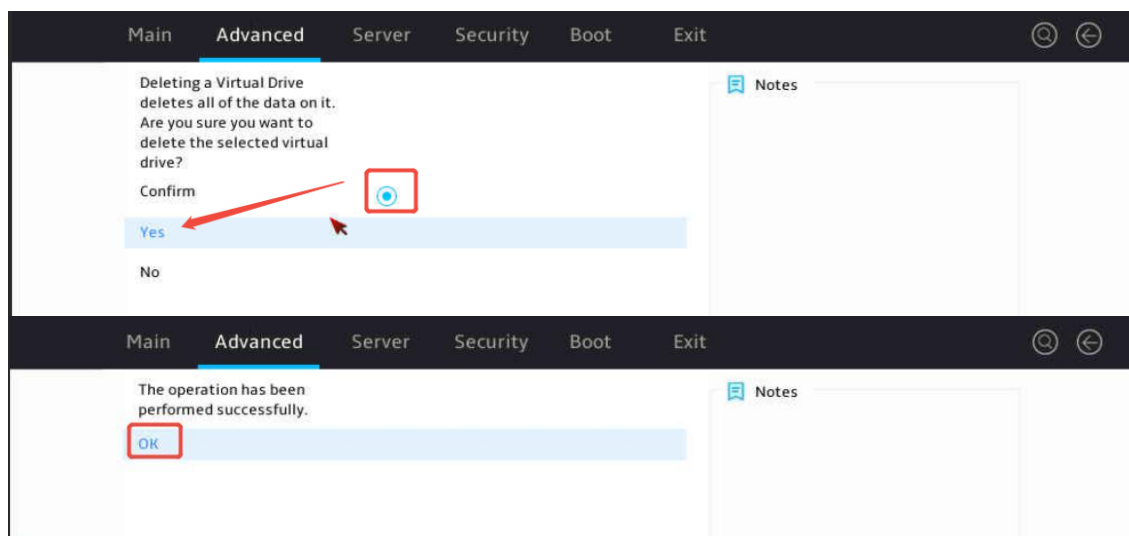 Main Advanced Server Security Boot Exit
Deleting a Virtual Drive
deletes all of the data on it.
Are you sure you want to
delete the selected virtual
drive?
Notes
Confirm
Yes
No
Main Advanced Server Security Boot Exit
The operation has been
performed successfully.
Notes
OK